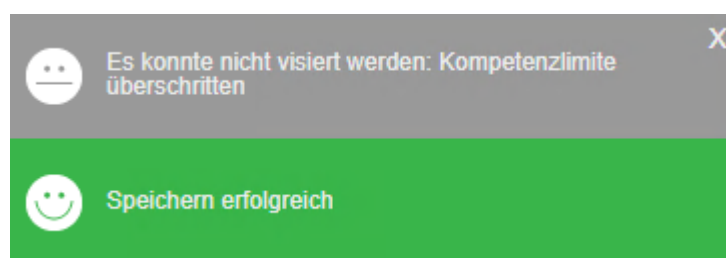 X
Es konnte nicht visiert werden: Kompetenzlimite
überschritten
Speichern erfolgreich